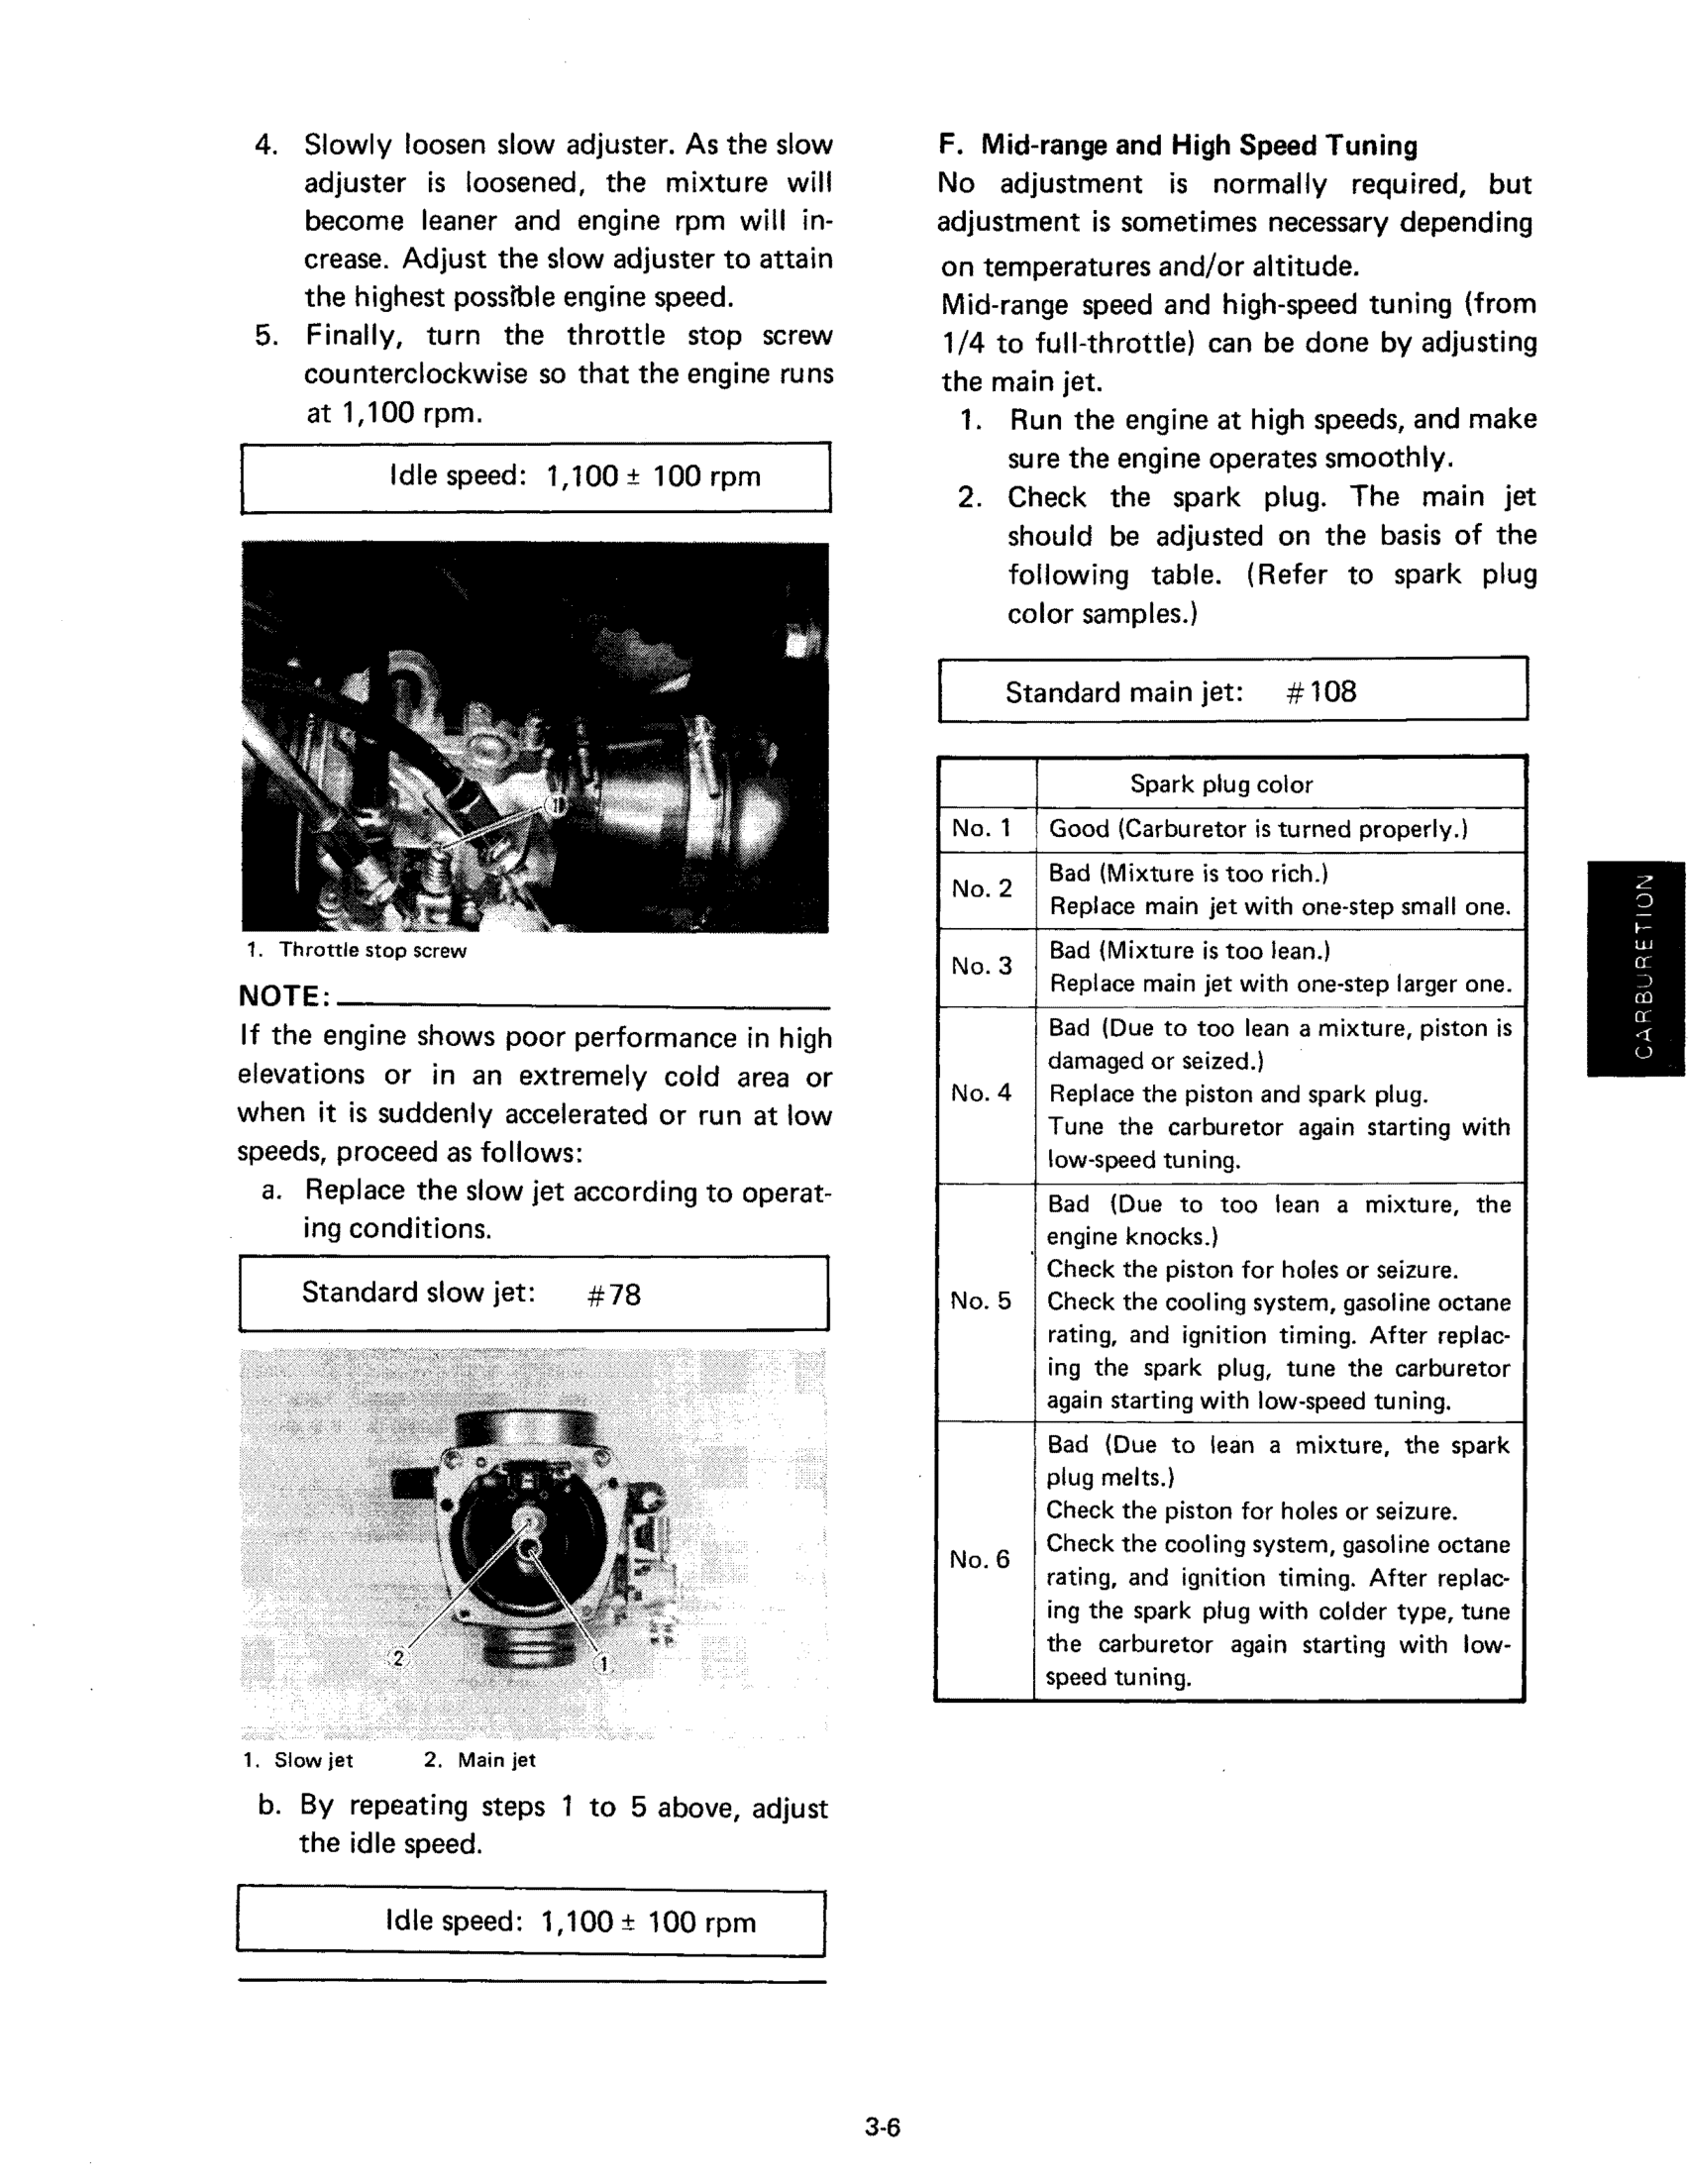 4. Slowly loosen slow adjuster. As the slow
adjuster is loosened, the mixture will
become leaner and engine rpm will in-
crease. Adjust the slow adjuster to attain
the highest possible engine speed.
5. Finally, turn the throttle stop screw
counterclockwise so that the engine runs
at 1,100 rpm.
Idle speed: 1,100 ± 100 rpm
1
1. Throttle stop screw
NOTE:
If the engine shows poor performance in high
elevations or in an extremely cold area or
when it is suddenly accelerated or run at low
speeds, proceed as follows:
a. Replace the slow jet according to operat-
ing conditions.
Standard slow jet: #78
2
1
1. Slow jet 2. Main jet
b. By repeating steps 1 to 5 above, adjust
the idle speed.
Idle speed: 1,100 ± 100 rpm
F. Mid-range and High Speed Tuning
No adjustment is normally required, but
adjustment is sometimes necessary depending
on temperatures and/or altitude.
Mid-range speed and high-speed tuning (from
1/4 to full-throttle) can be done by adjusting
the main jet.
1. Run the engine at high speeds, and make
sure the engine operates smoothly.
2. Check the spark plug. The main jet
should be adjusted on the basis of the
following table. (Refer to spark plug
color samples.)
Standard main jet: #108
Spark plug color
No. 1 Good (Carburetor is turned properly.)
No. 2 Bad (Mixture is too rich.)
Replace main jet with one-step small one.
No. 3 Bad (Mixture is too lean.)
Replace main jet with one-step larger one.
No. 4 Bad (Due to too lean a mixture, piston is
damaged or seized.)
Replace the piston and spark plug.
Tune the carburetor again starting with
low-speed tuning.
No. 5 Bad (Due to too lean a mixture, the
engine knocks.)
Check the piston for holes or seizure.
Check the cooling system, gasoline octane
rating, and ignition timing. After replac-
ing the spark plug, tune the carburetor
again starting with low-speed tuning.
No. 6 Bad (Due to lean a mixture, the spark
plug melts.)
Check the piston for holes or seizure.
Check the cooling system, gasoline octane
rating, and ignition timing. After replac-
ing the spark plug with colder type, tune
the carburetor again starting with low-
speed tuning.
CARBURETION
3-6